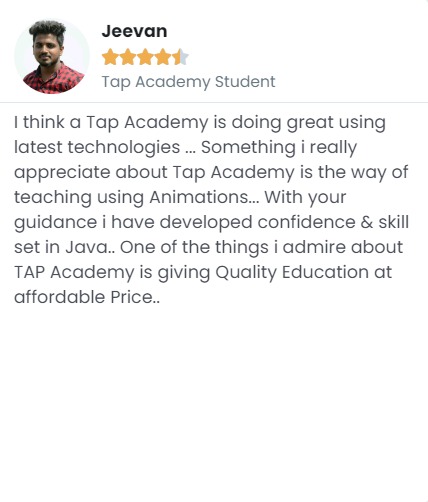 Jeevan
Tap Academy Student
I think a Tap Academy is doing great using
latest technologies ... Something i really
appreciate about Tap Academy is the way of
teaching using Animations... With your
guidance i have developed confidence & skill
set in Java.. One of the things i admire about
TAP Academy is giving Quality Education at
affordable Price..